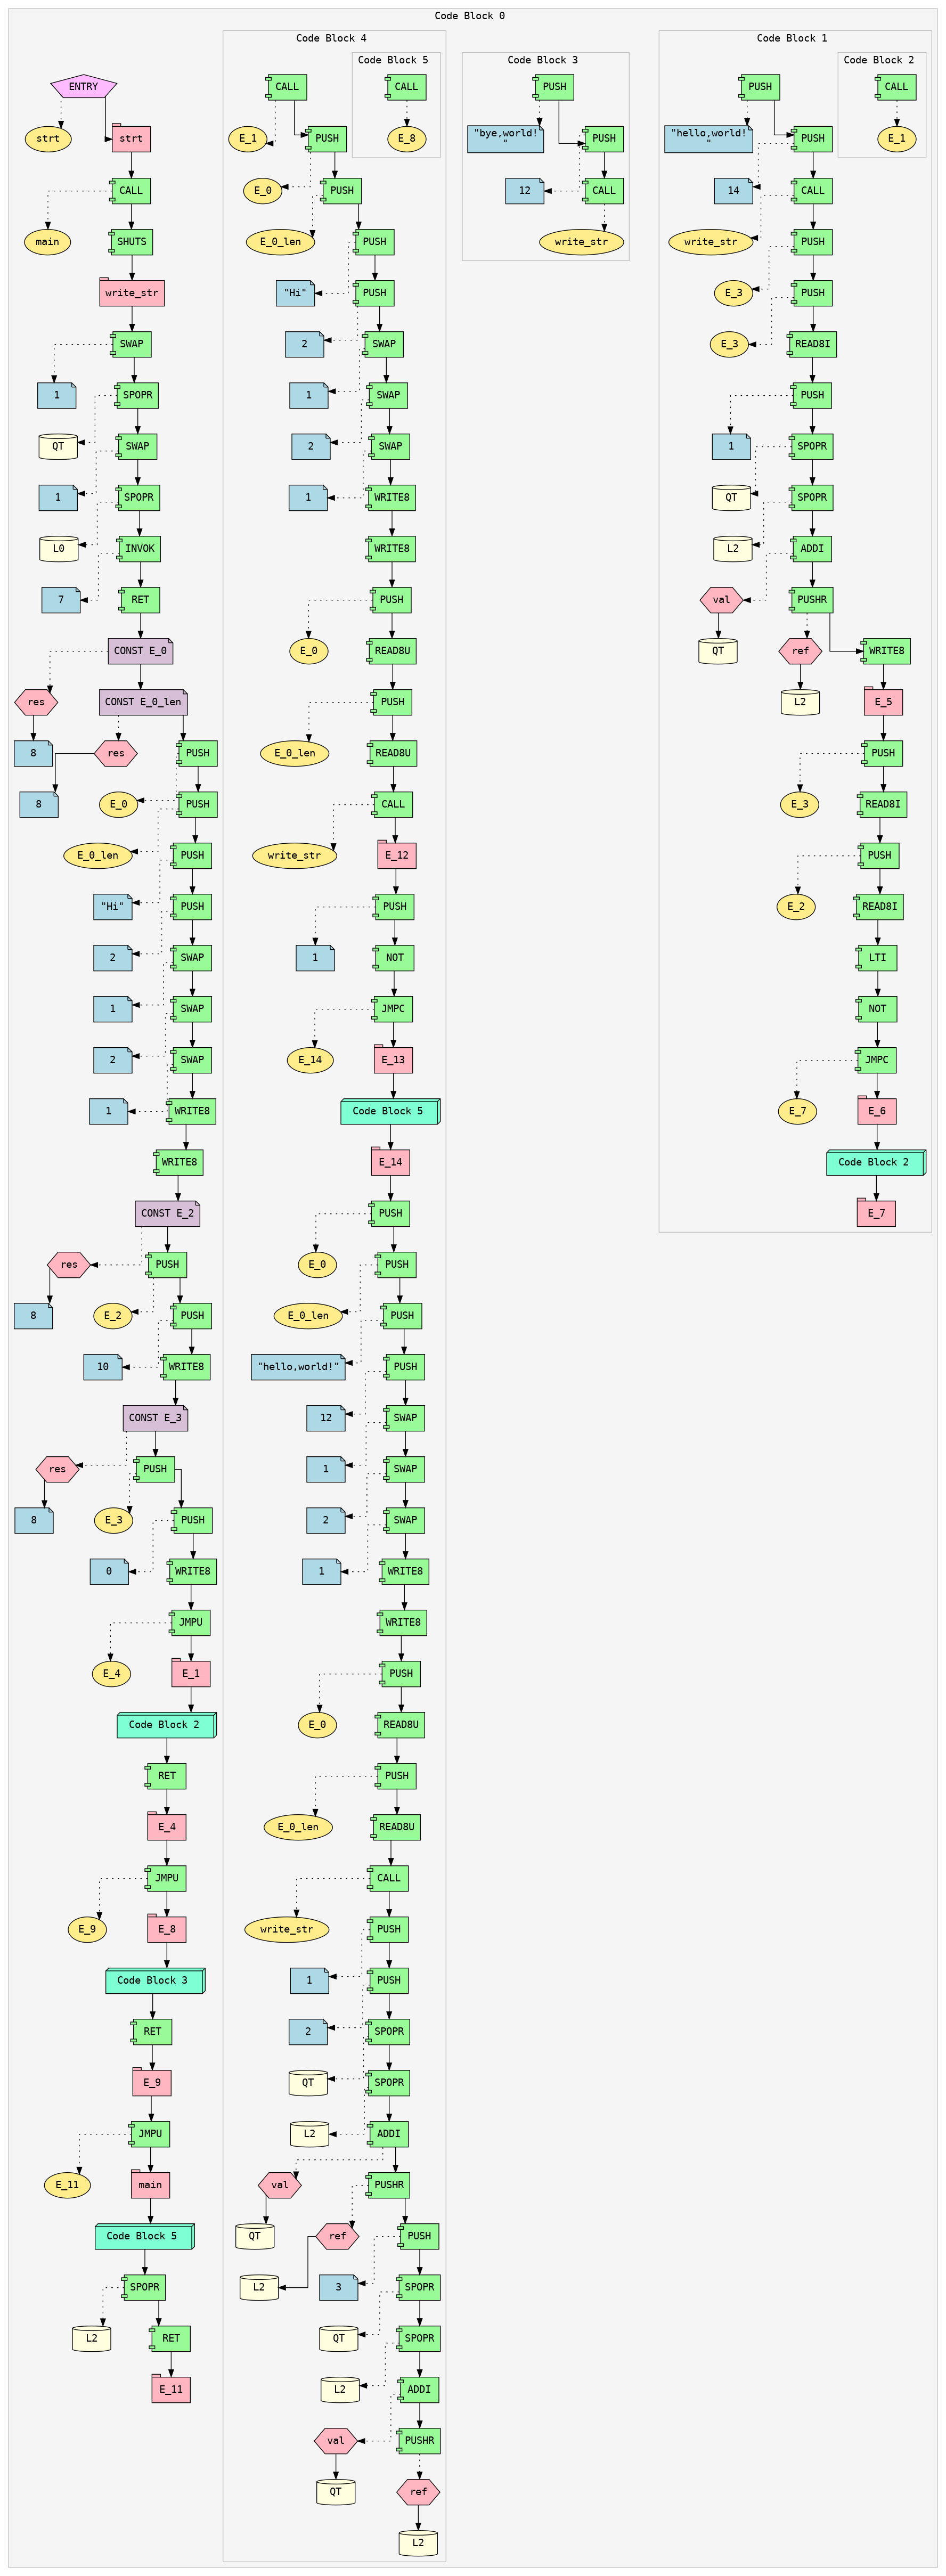 Code Block 0
ENTRY
strt
strt
CALL
main
SHUTS
write_str
SWAP
1
SPOPR
QT
SWAP
1
SPOPR
L0
INVOK
7
RET
CONST E_0
res
CONST E_0_len
8
res
PUSH
8
E_0
PUSH
E_0_len
PUSH
"Hi"
PUSH
2
SWAP
1
SWAP
2
SWAP
1
WRITE8
WRITE8
CONST E_2
res
PUSH
8
E_2
PUSH
10
WRITE8
CONST E_3
res
PUSH
8
E_3
PUSH
0
WRITE8
JMPU
E_4
E_1
Code Block 2
RET
E_4
JMPU
E_9
E_8
Code Block 3
RET
E_9
JMPU
E_11
main
Code Block 5
SPOPR
L2
RET
E_11
Code Block 4
CALL
E_1
PUSH
E_0
PUSH
E_0_len
PUSH
"Hi"
PUSH
2
SWAP
1
SWAP
2
SWAP
1
WRITE8
WRITE8
PUSH
E_0
READ8U
PUSH
E_0_len
READ8U
CALL
write_str
E_12
PUSH
1
NOT
JMPC
E_14
E_13
Code Block 5
E_14
PUSH
E_0
PUSH
E_0_len
PUSH
"hello,world!"
PUSH
12
SWAP
1
SWAP
2
SWAP
1
WRITE8
WRITE8
PUSH
E_0
READ8U
PUSH
E_0_len
READ8U
CALL
write_str
PUSH
1
PUSH
2
SPOPR
QT
SPOPR
L2
ADDI
val
PUSHR
QT
ref
PUSH
L2
3
SPOPR
QT
SPOPR
L2
ADDI
val
PUSHR
QT
ref
L2
Code Block 5
CALL
E_8
Code Block 3
PUSH
"bye,world!
"
PUSH
12
CALL
write_str
Code Block 1
PUSH
"hello,world!
"
PUSH
14
CALL
write_str
PUSH
E_3
PUSH
E_3
READ8I
PUSH
1
SPOPR
QT
SPOPR
L2
ADDI
val
PUSHR
QT
ref
WRITE8
L2
E_5
PUSH
E_3
READ8I
PUSH
E_2
READ8I
LTI
NOT
JMPC
E_7
E_6
Code Block 2
E_7
Code Block 2
CALL
E_1